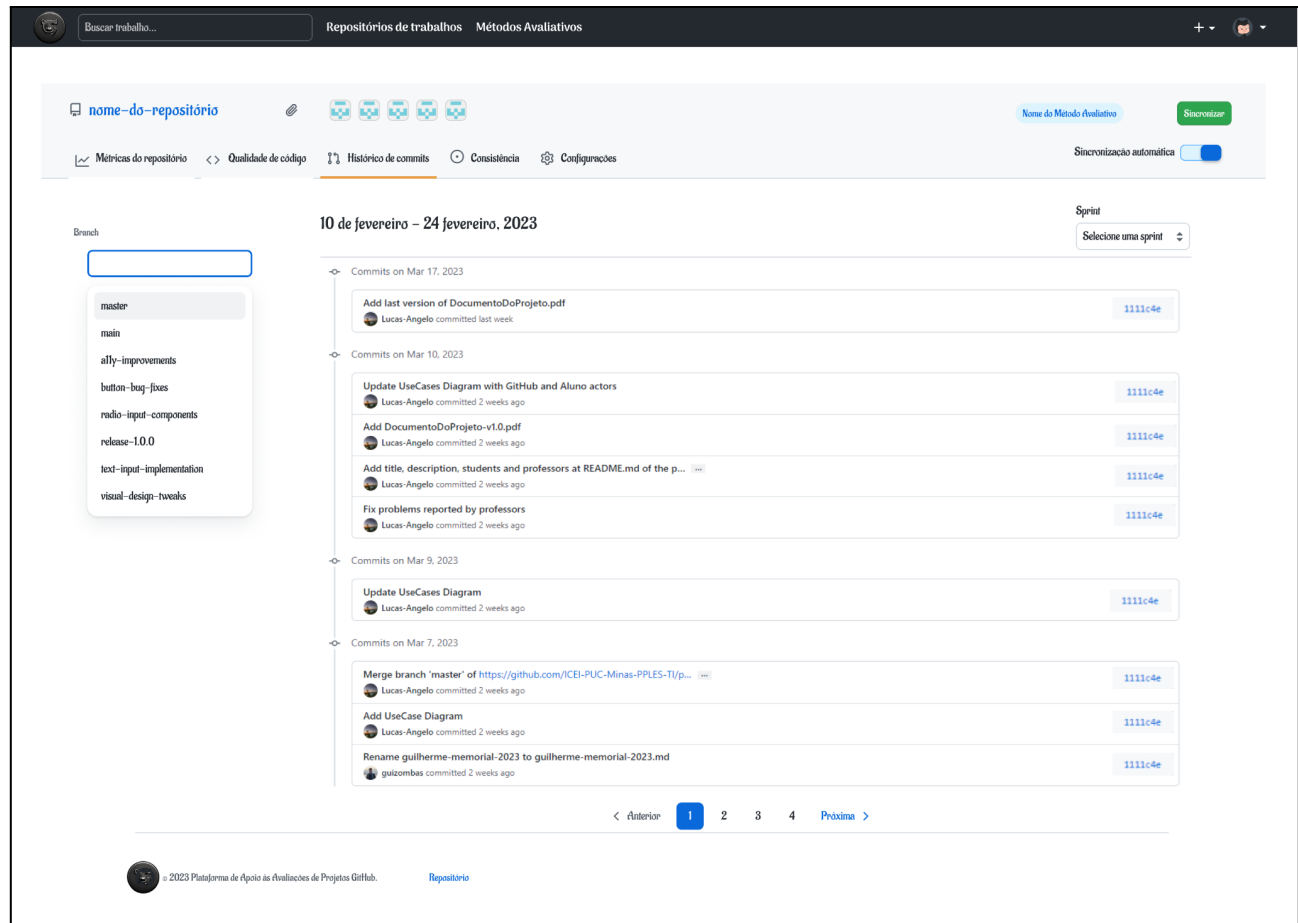 Buscar trabalho...
Repositórios de trabalhos Métodos Avaliativos
nome-do-repositório
Nome do Método Avaliativo
Sincronizar
Métricas do repositório
<> Qualidade de código
Histórico de commits
Consistência
Configurações
Sincronização automática
Branch
master
main
a11y-improvements
button-bug-fixes
radio-input-components
release-1.0.0
text-input-implementation
visual-design-tweaks
10 de fevereiro - 24 fevereiro, 2023
Sprint
Selecione uma sprint
Commits on Mar 17, 2023
Add last version of DocumentoDoProjeto.pdf
Lucas-Angelo committed last week
1111c4e
Commits on Mar 10, 2023
Update UseCases Diagram with GitHub and Aluno actors
Lucas-Angelo committed 2 weeks ago
1111c4e
Add DocumentoDoProjeto-v1.0.pdf
Lucas-Angelo committed 2 weeks ago
1111c4e
Add title, description, students and professors at README.md of the p... ...
Lucas-Angelo committed 2 weeks ago
1111c4e
Fix problems reported by professors
Lucas-Angelo committed 2 weeks ago
1111c4e
Commits on Mar 9, 2023
Update UseCases Diagram
Lucas-Angelo committed 2 weeks ago
1111c4e
Commits on Mar 7, 2023
Merge branch 'master' of https://github.com/ICEI-PUC-Minas-PPLES-TI/p... ...
Lucas-Angelo committed 2 weeks ago
1111c4e
Add UseCase Diagram
Lucas-Angelo committed 2 weeks ago
1111c4e
Rename guilherme-memorial-2023 to guilherme-memorial-2023.md
guizombas committed 2 weeks ago
1111c4e
< Anterior 1 2 3 4 Próxima >
© 2023 Plataforma de Apoio às Avaliações de Projetos GitHub.
Repositório